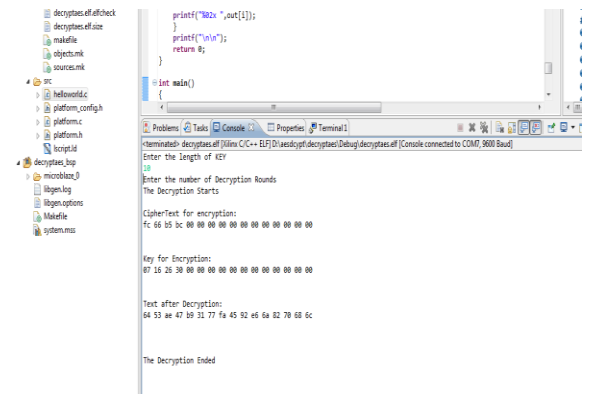 decryptaes.elf.elfcheck
decryptaes.elf.size
makefile
objects.mk
sources.mk
src
helloworld.c
platform_config.h
platform.c
platform.h
lscript.ld
decryptaes_bsp
microblaze_0
libgen.log
libgen.options
Makefile
system.mss
printf("%02x ",out[i]);
}
printf("\n\n");
return 0;
}
int main()
{
Problems Tasks Console Properties Terminal 1
<terminated> decryptaes.elf [Xilinx C/C++ ELF] D:\aesdcypt\decryptaes\Debug\decryptaes.elf [Console connected to COM7, 9600 Baud]
Enter the length of KEY
10
Enter the number of Decryption Rounds
The Decryption Starts
CipherText for encryption:
fc 66 b5 bc 00 00 00 00 00 00 00 00 00 00 00 00
Key for Encryption:
07 16 26 30 00 00 00 00 00 00 00 00 00 00 00 00
Text after Decryption:
64 53 ae 47 b9 31 77 fa 45 92 e6 6a 82 70 68 6c
The Decryption Ended